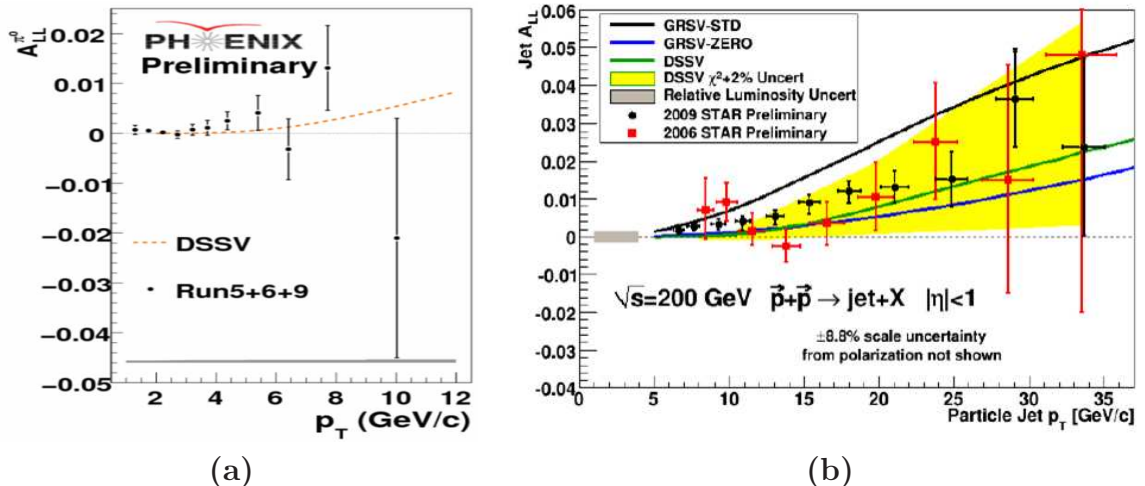 A_LL^π⁰
0.02
0.01
0
−0.01
−0.02
−0.03
−0.04
−0.05
PHENIX
Preliminary
DSSV
Run5+6+9
2 4 6 8 10 12
p_T (GeV/c)
(a)
Jet A_LL
0.06
0.05
0.04
0.03
0.02
0.01
0
-0.01
-0.02
-0.03
-0.04
GRSV-STD
GRSV-ZERO
DSSV
DSSV χ²+2% Uncert
Relative Luminosity Uncert
2009 STAR Preliminary
2006 STAR Preliminary
√s=200 GeV p⃗+p⃗ → jet+X |η|<1
±8.8% scale uncertainty
from polarization not shown
0 5 10 15 20 25 30 35
Particle Jet p_T [GeV/c]
(b)